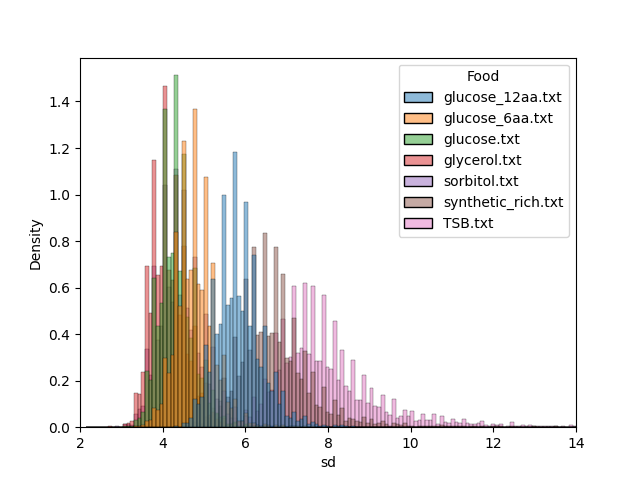 Food
glucose_12aa.txt
glucose_6aa.txt
glucose.txt
glycerol.txt
sorbitol.txt
synthetic_rich.txt
TSB.txt
Density
1.4
1.2
1.0
0.8
0.6
0.4
0.2
0.0
2 4 6 8 10 12 14
sd